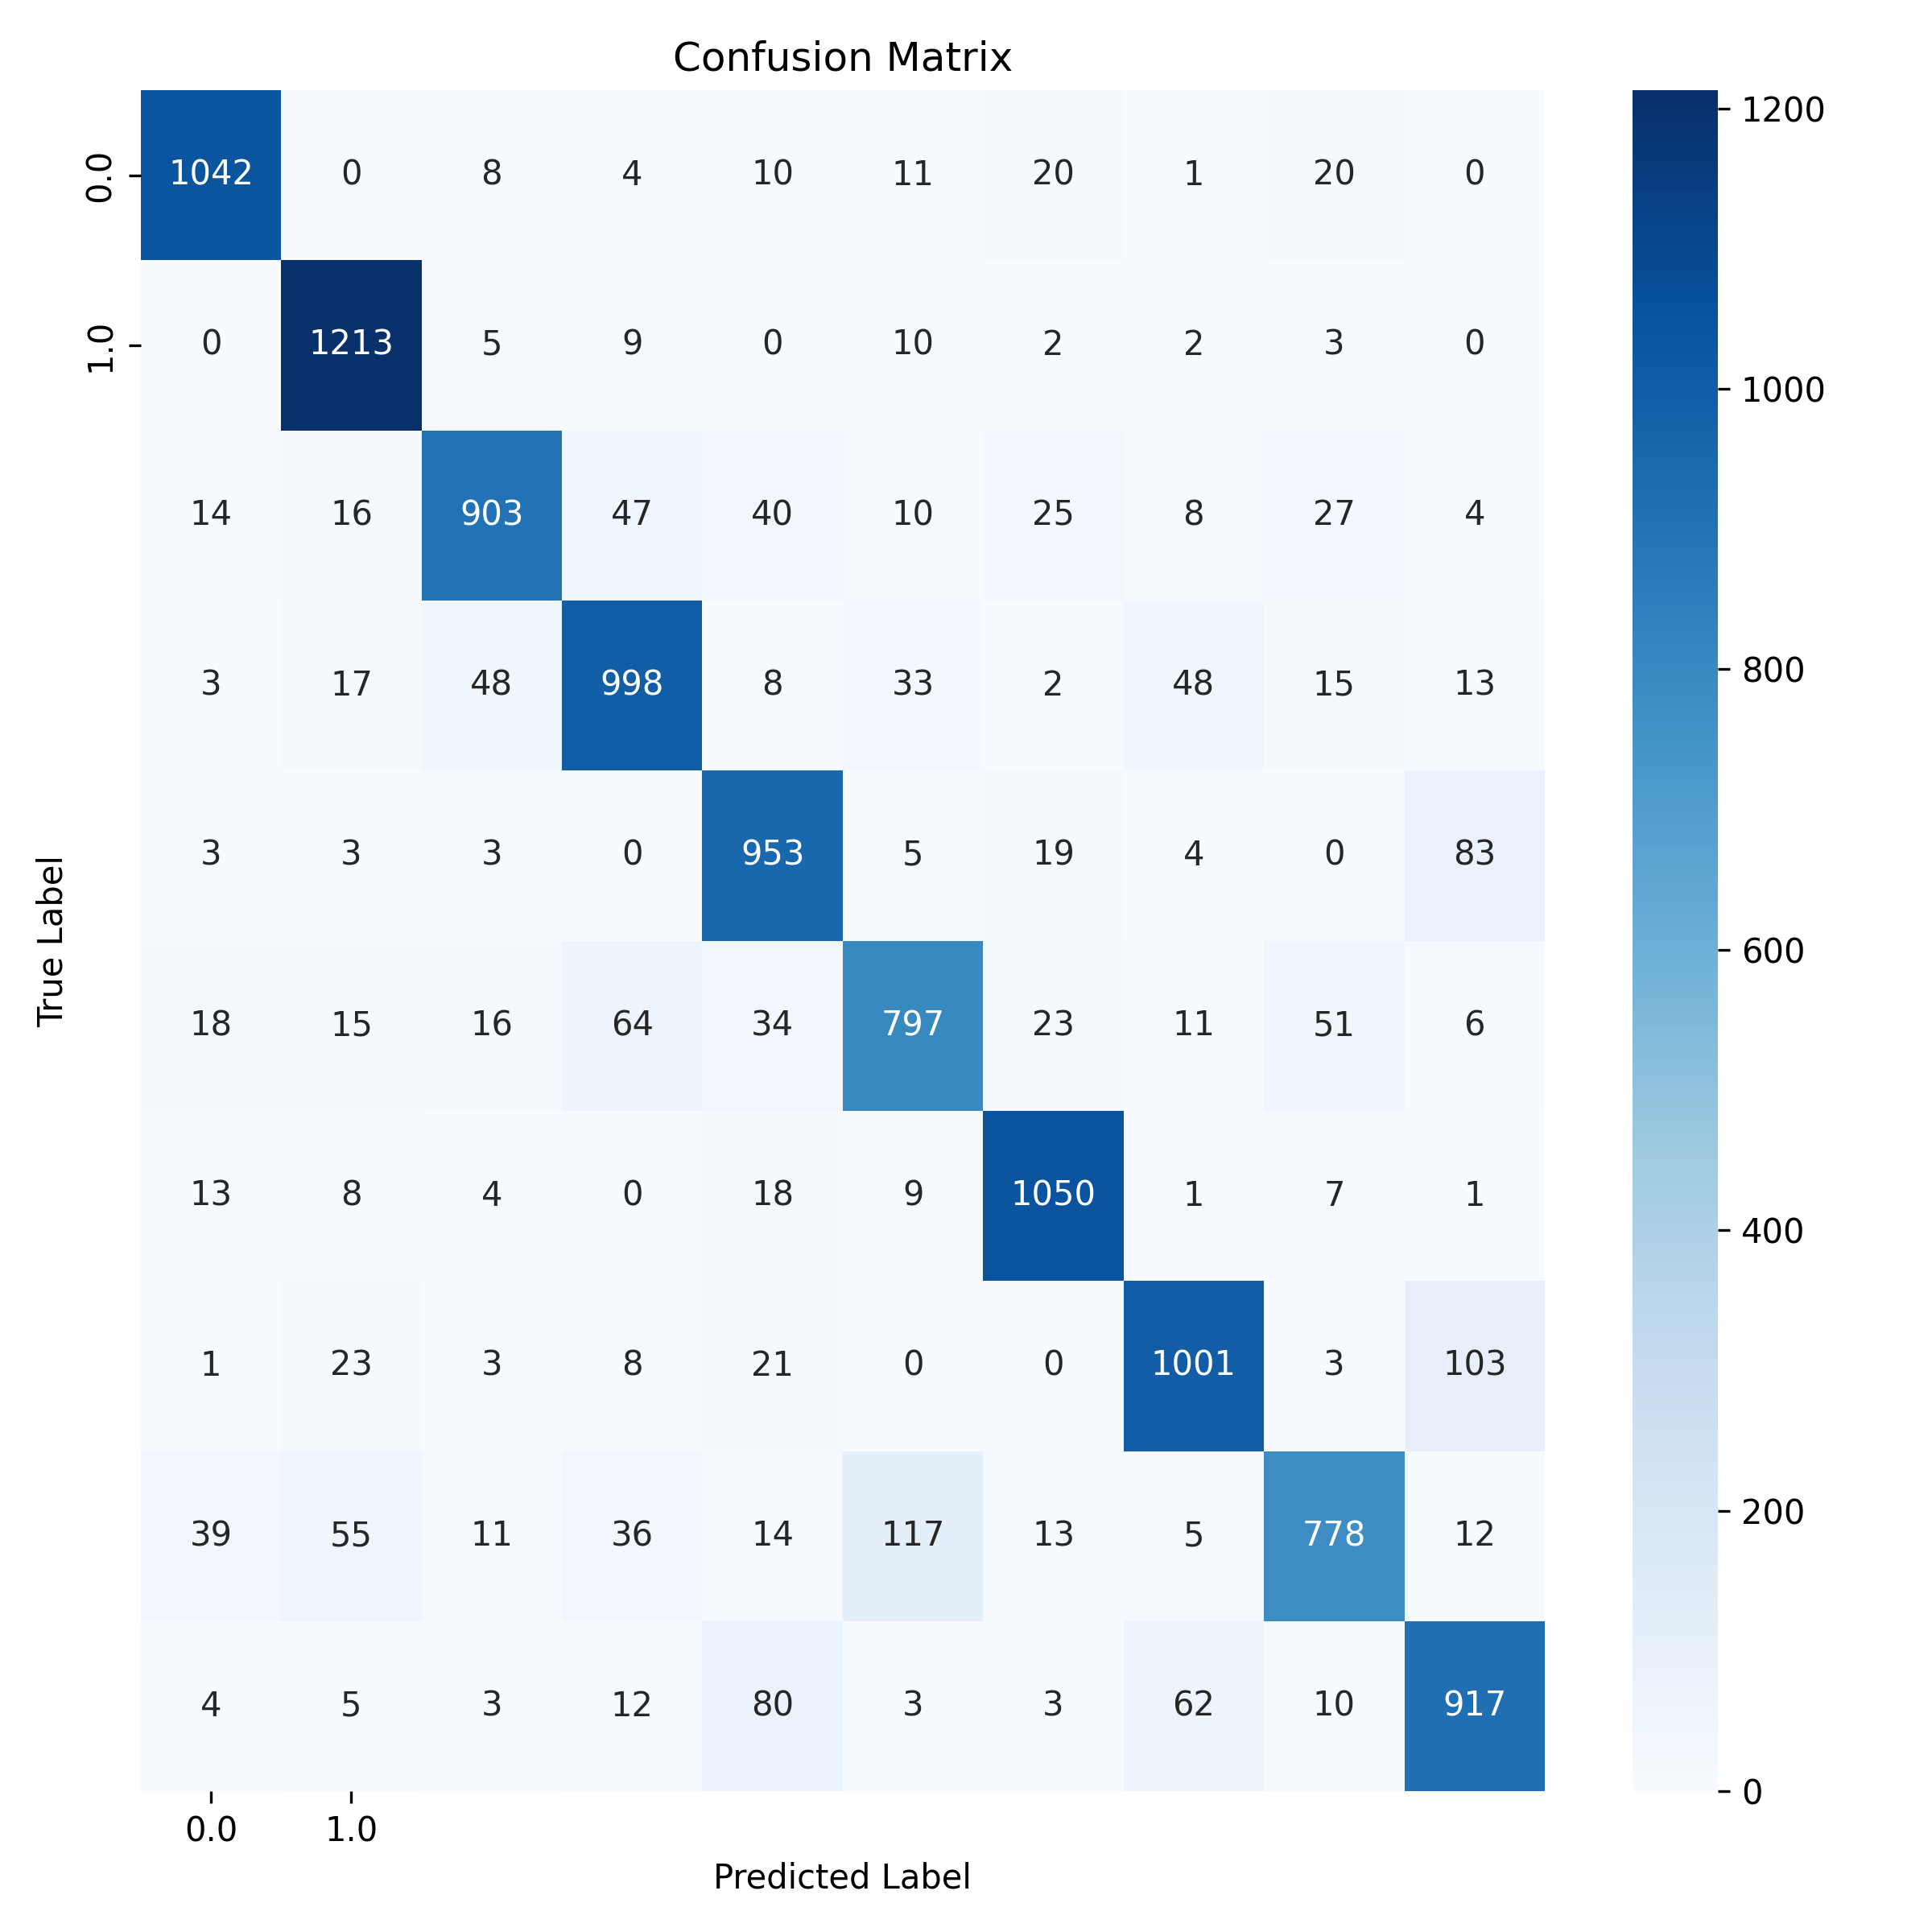 Confusion Matrix
0.0 1042 0 8 4 10 11 20 1 20 0
1.0 0 1213 5 9 0 10 2 2 3 0
14 16 903 47 40 10 25 8 27 4
3 17 48 998 8 33 2 48 15 13
3 3 3 0 953 5 19 4 0 83
18 15 16 64 34 797 23 11 51 6
13 8 4 0 18 9 1050 1 7 1
1 23 3 8 21 0 0 1001 3 103
39 55 11 36 14 117 13 5 778 12
4 5 3 12 80 3 3 62 10 917
0.0 1.0
Predicted Label
True Label
1200
1000
800
600
400
200
0